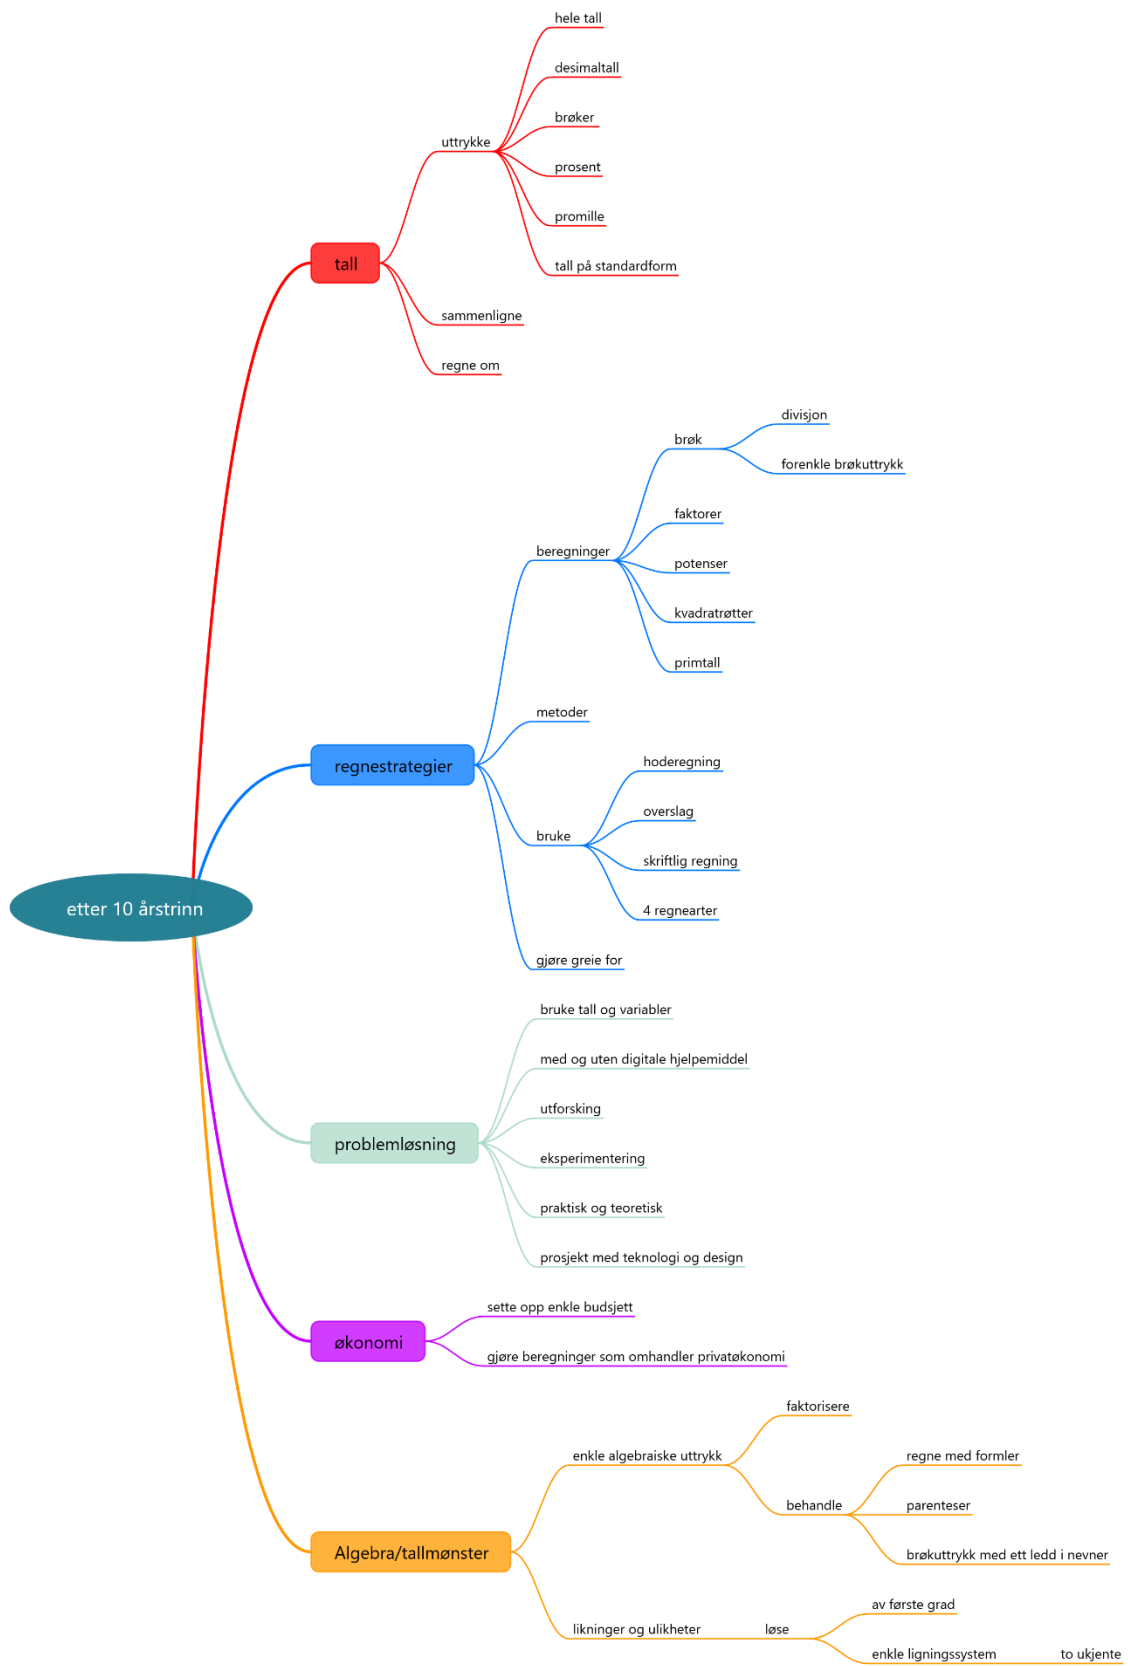 etter 10 årstrinn
tall
uttrykke
hele tall
desimaltall
brøker
prosent
promille
tall på standardform
sammenligne
regne om
regnestrategier
beregninger
brøk
divisjon
forenkle brøkuttrykk
faktorer
potenser
kvadratrøtter
primtall
metoder
bruke
hoderegning
overslag
skriftlig regning
4 regnearter
gjøre greie for
problemløsning
bruke tall og variabler
med og uten digitale hjelpemiddel
utforsking
eksperimentering
praktisk og teoretisk
prosjekt med teknologi og design
økonomi
sette opp enkle budsjett
gjøre beregninger som omhandler privatøkonomi
Algebra/tallmønster
enkle algebraiske uttrykk
faktorisere
behandle
regne med formler
parenteser
brøkuttrykk med ett ledd i nevner
likninger og ulikheter
løse
av første grad
enkle ligningssystem
to ukjente